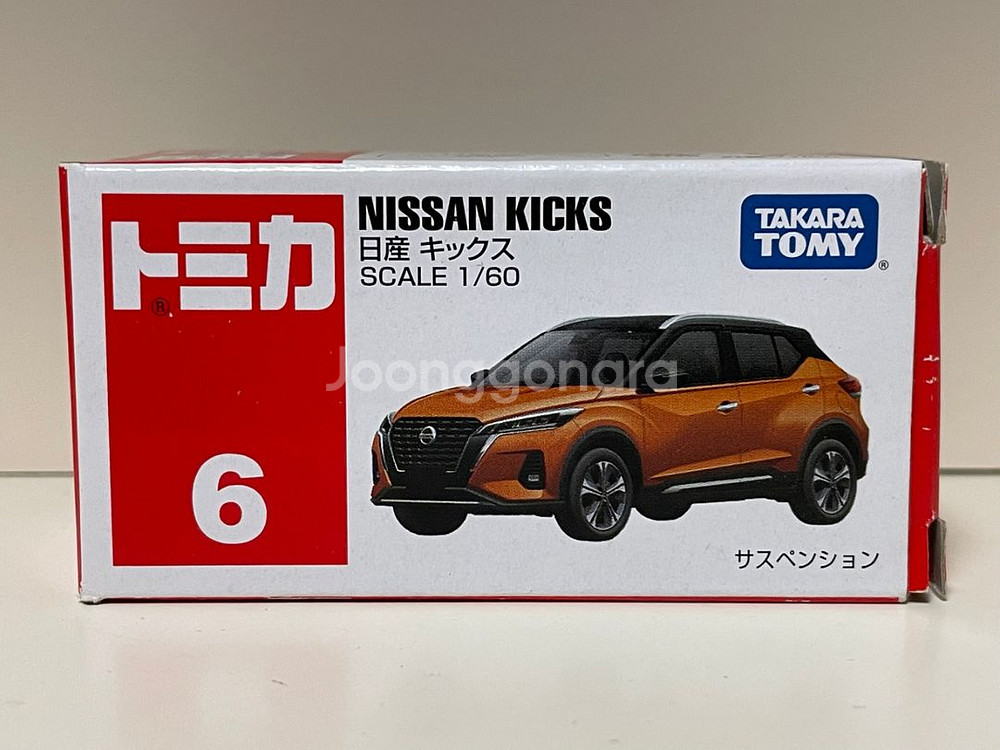 トミカ
®
6
NISSAN KICKS
日産 キックス
SCALE 1/60
TAKARA
TOMY
®
Joonggonara
サスペンション